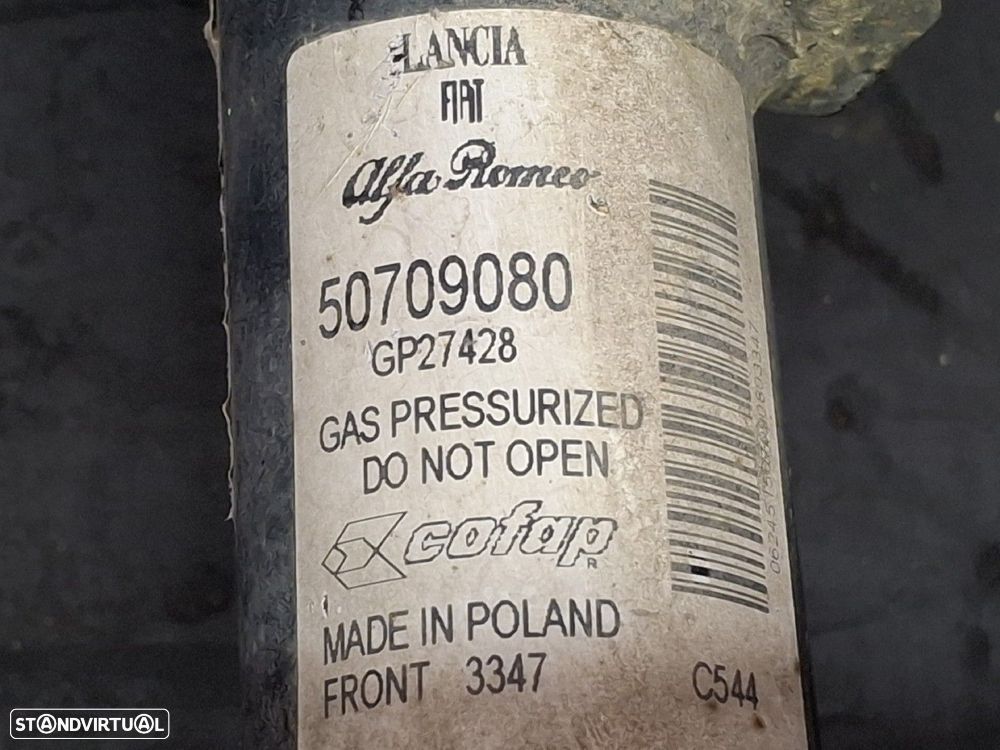 LANCIA
FIAT
Alfa Romeo
50709080
GP27428
GAS PRESSURIZED
DO NOT OPEN
cofap
R
MADE IN POLAND
FRONT 3347
C544
STANDVIRTUAL